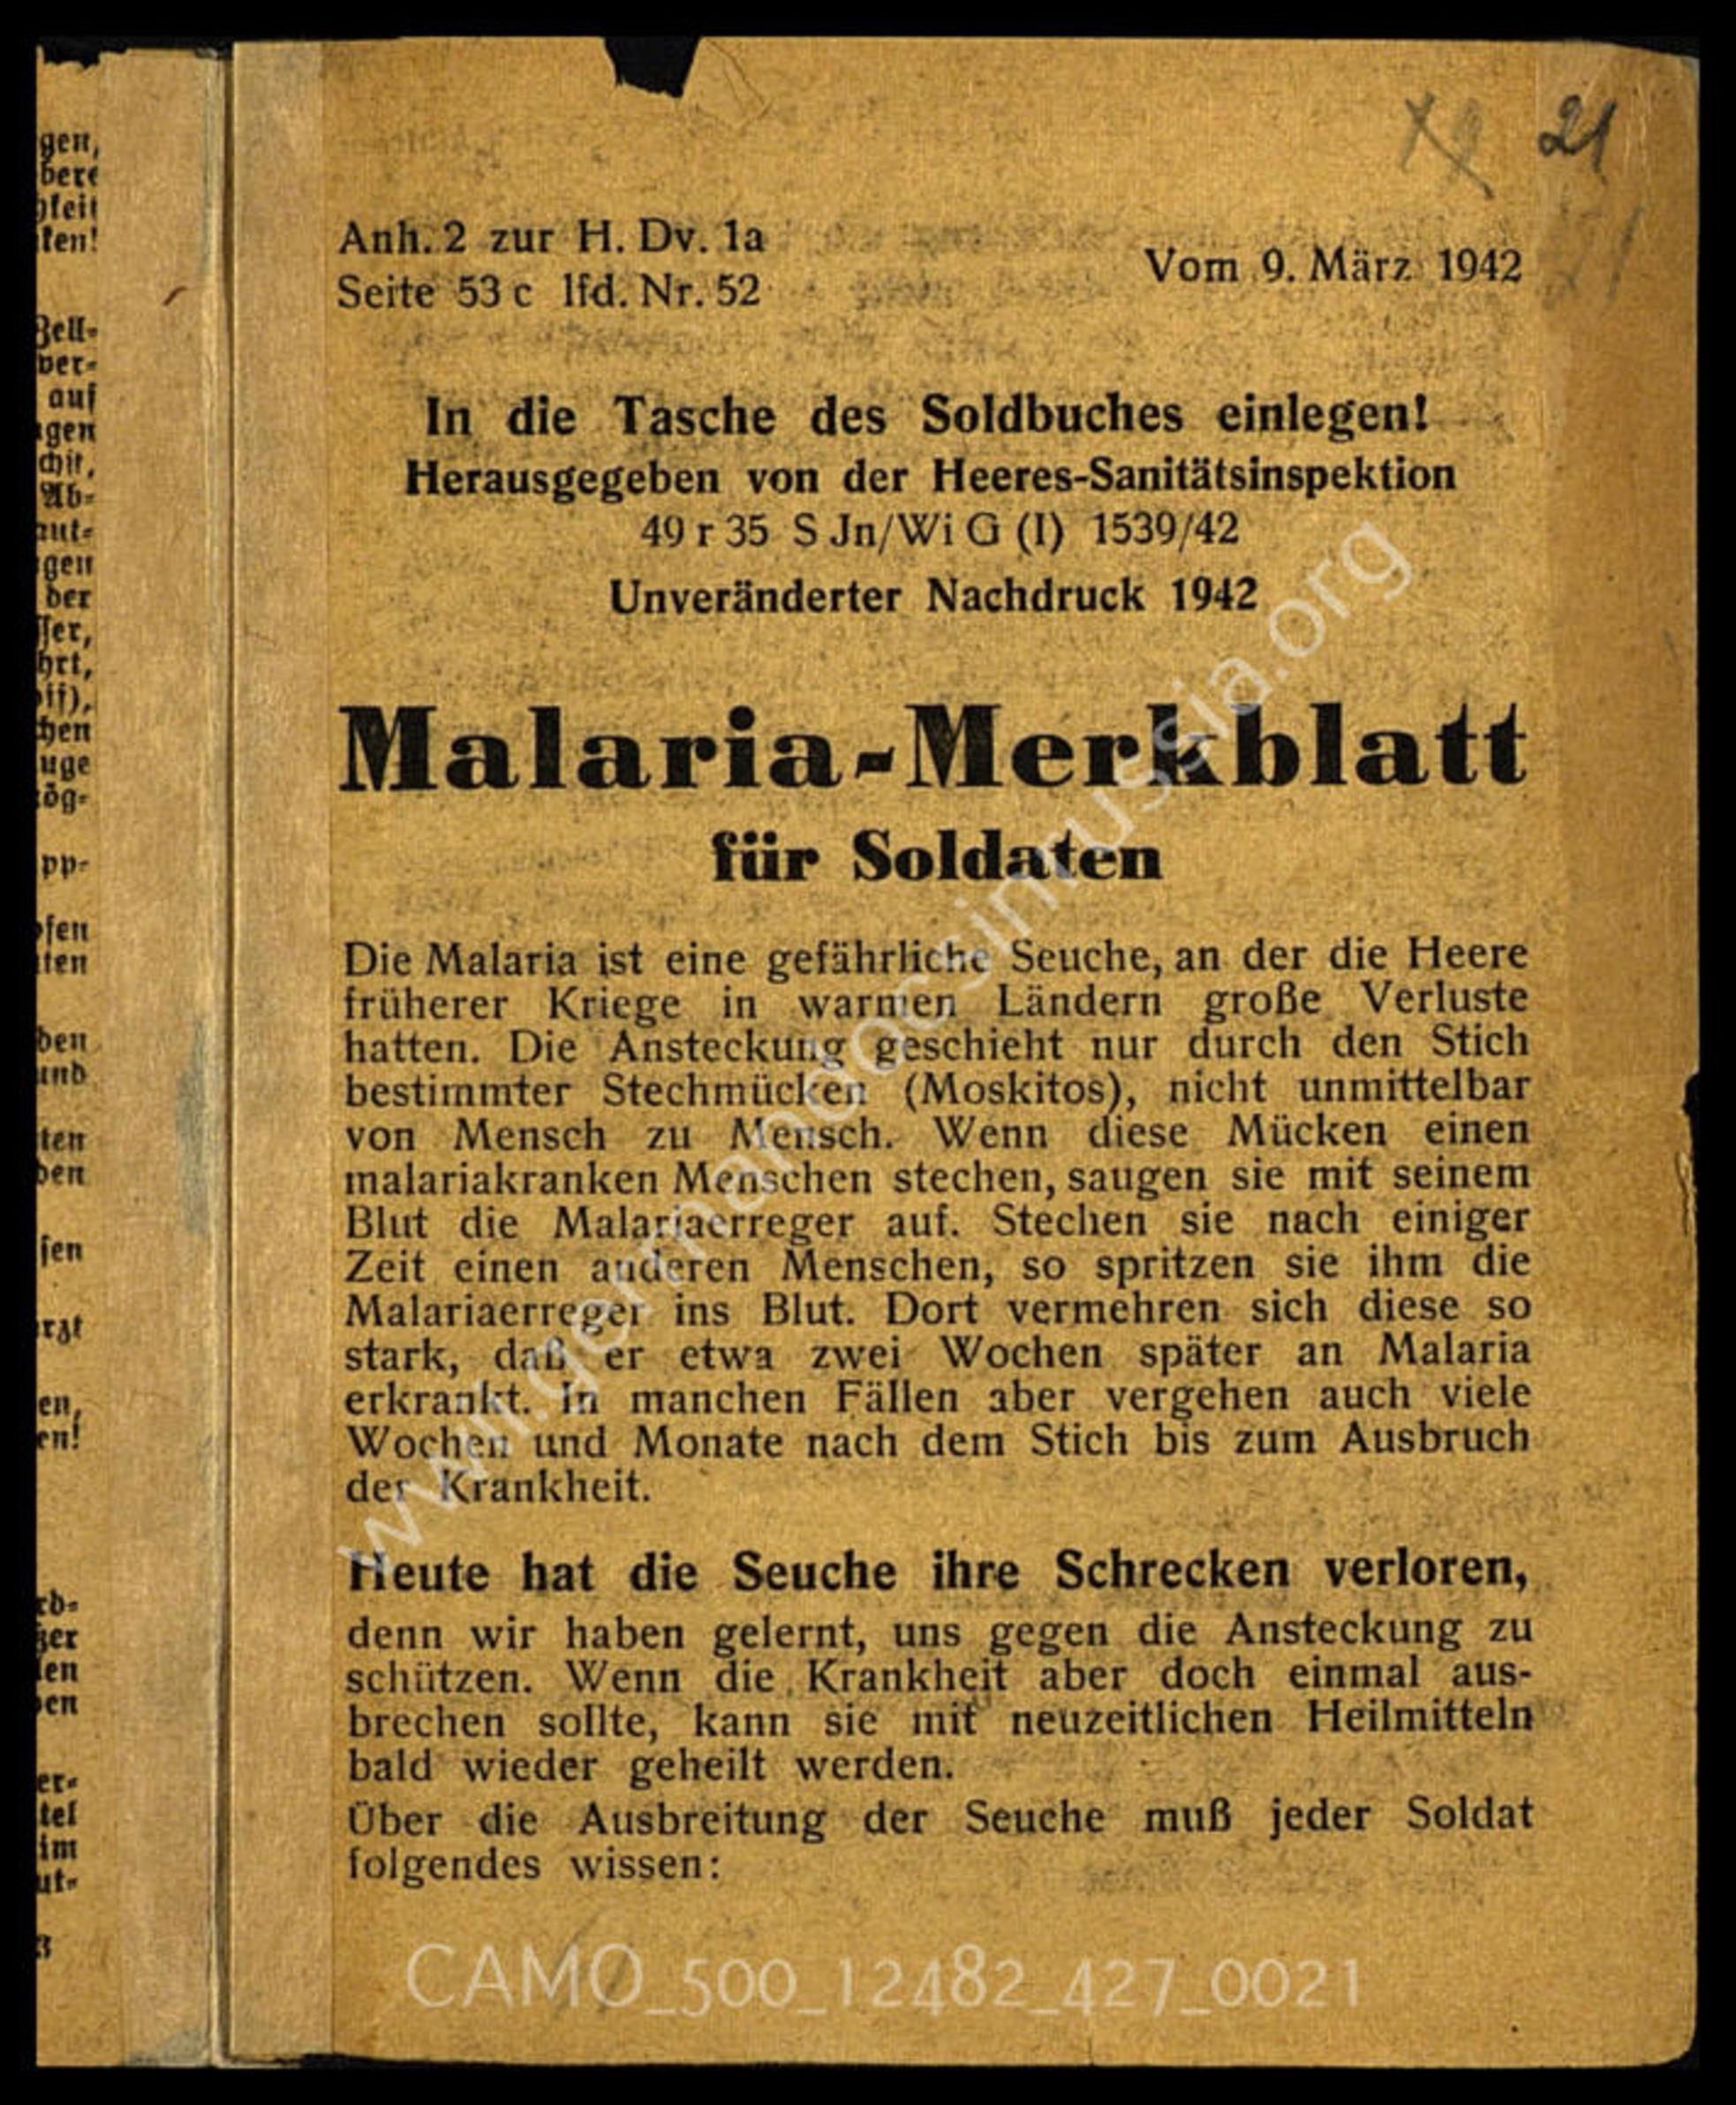 21
Anh. 2 zur H. Dv. 1a
Seite 53 c lfd. Nr. 52
Vom 9. März 1942
In die Tasche des Soldbuches einlegen!
Herausgegeben von der Heeres-Sanitätsinspektion
49 r 35 S Jn/Wi G (I) 1539/42
Unveränderter Nachdruck 1942
Malaria-Merkblatt
für Soldaten
Die Malaria ist eine gefährliche Seuche, an der die Heere
früherer Kriege in warmen Ländern große Verluste
hatten. Die Ansteckung geschieht nur durch den Stich
bestimmter Stechmücken (Moskitos), nicht unmittelbar
von Mensch zu Mensch. Wenn diese Mücken einen
malariakranken Menschen stechen, saugen sie mit seinem
Blut die Malariaerreger auf. Stechen sie nach einiger
Zeit einen anderen Menschen, so spritzen sie ihm die
Malariaerreger ins Blut. Dort vermehren sich diese so
stark, daß er etwa zwei Wochen später an Malaria
erkrankt. In manchen Fällen aber vergehen auch viele
Wochen und Monate nach dem Stich bis zum Ausbruch
der Krankheit.
Heute hat die Seuche ihre Schrecken verloren,
denn wir haben gelernt, uns gegen die Ansteckung zu
schützen. Wenn die Krankheit aber doch einmal aus-
brechen sollte, kann sie mit neuzeitlichen Heilmitteln
bald wieder geheilt werden.
Über die Ausbreitung der Seuche muß jeder Soldat
folgendes wissen:
www.germandocsinrussia.org
CAMO_500_12482_427_0021